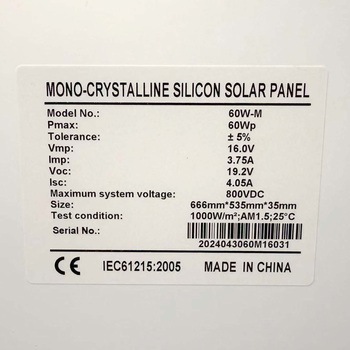 MONO-CRYSTALLINE SILICON SOLAR PANEL
Model No.: 60W-M
Pmax: 60Wp
Tolerance: ± 5%
Vmp: 16.0V
Imp: 3.75A
Voc: 19.2V
Isc: 4.05A
Maximum system voltage: 800VDC
Size: 666mm*535mm*35mm
Test condition: 1000W/m²;AM1.5;25°C
Serial No.:
2024043060M16031
CE IEC61215:2005 MADE IN CHINA